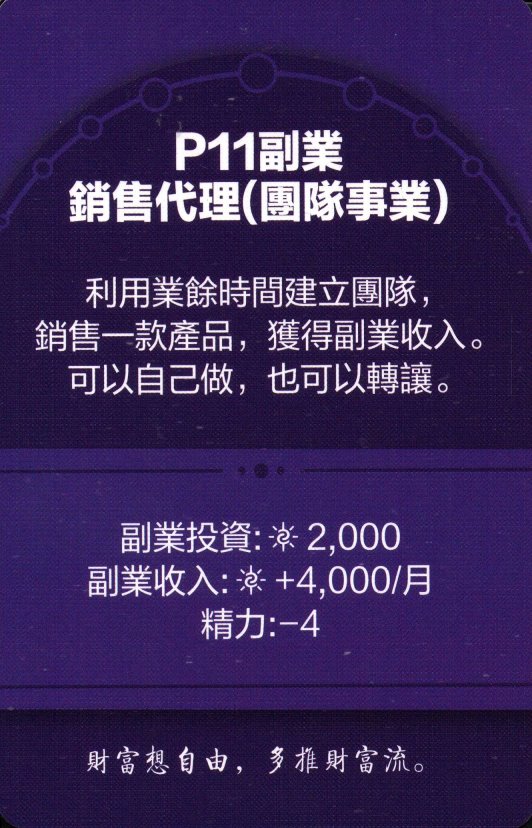 P11副業
銷售代理(團隊事業)
利用業餘時間建立團隊，
銷售一款產品，獲得副業收入。
可以自己做，也可以轉讓。
副業投資: 2,000
副業收入: +4,000/月
精力:-4
財富想自由，多推財富流。